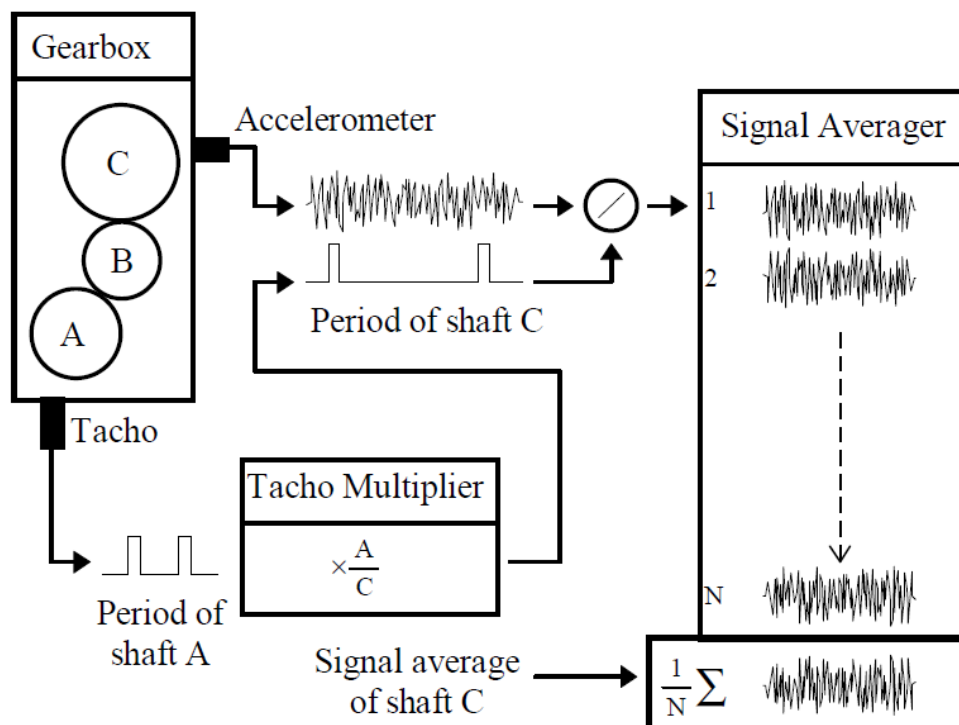 Gearbox
C
B
A
Accelerometer
Tacho
Period of shaft C
Signal Averager
1
2
N
Tacho Multiplier
× A/C
Period of
shaft A
Signal average
of shaft C
1/N ∑